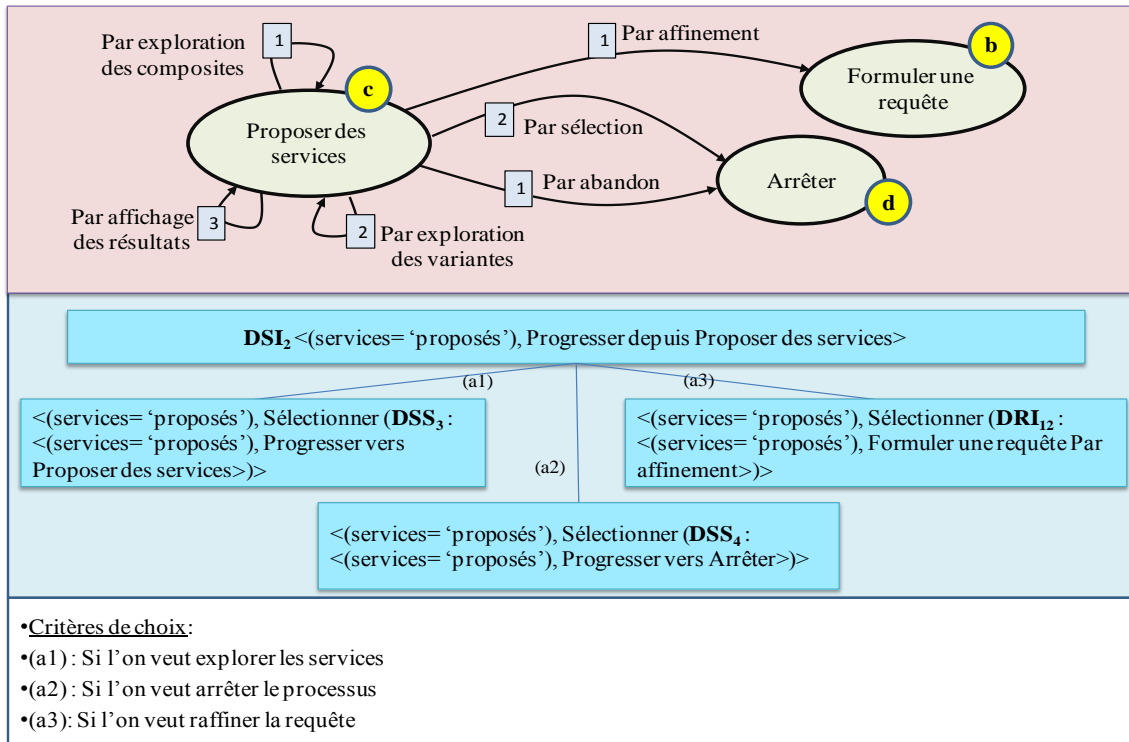 1
Par exploration
des composites
c
Proposer des
services
1
Par affinement
b
Formuler une
requête
2
Par sélection
1
Par abandon
Arrêter
d
Par affichage
des résultats
3
2
Par exploration
des variantes
DSI2 <(services= ‘proposés’), Progresser depuis Proposer des services>
(a1)
(a3)
(a2)
<(services= ‘proposés’), Sélectionner (DSS3 :
<(services= ‘proposés’), Progresser vers
Proposer des services>)>
<(services= ‘proposés’), Sélectionner (DRI12 :
<(services= ‘proposés’), Formuler une requête Par
affinement>)>
<(services= ‘proposés’), Sélectionner (DSS4 :
<(services= ‘proposés’), Progresser vers Arrêter>)>
•Critères de choix:
•(a1) : Si l’on veut explorer les services
•(a2) : Si l’on veut arrêter le processus
•(a3): Si l’on veut raffiner la requête